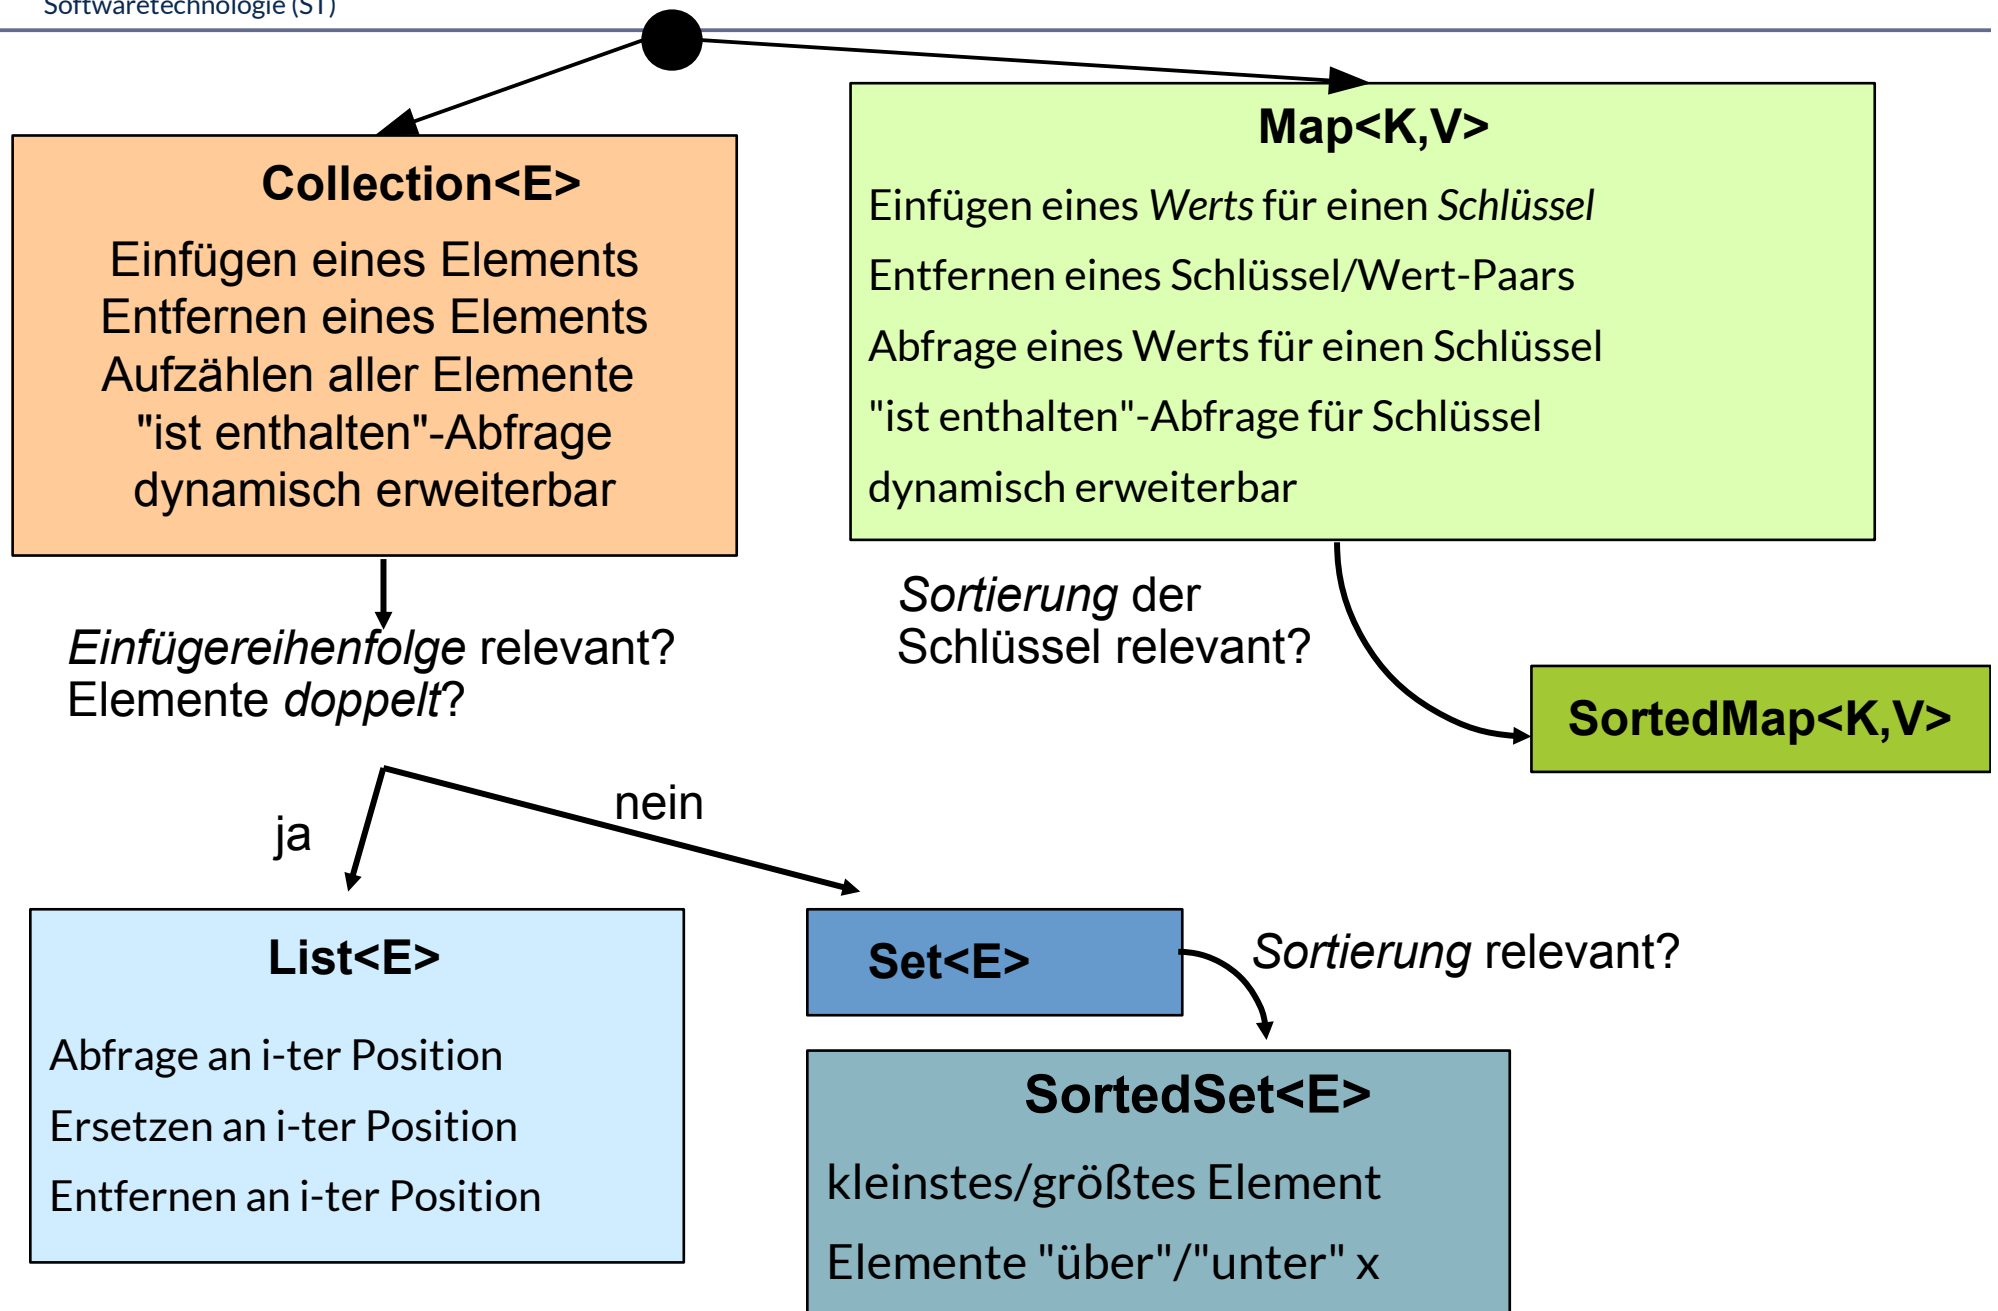 Softwaretechnologie (ST)
Collection<E>
Einfügen eines Elements
Entfernen eines Elements
Aufzählen aller Elemente
"ist enthalten"-Abfrage
dynamisch erweiterbar
Map<K,V>
Einfügen eines Werts für einen Schlüssel
Entfernen eines Schlüssel/Wert-Paars
Abfrage eines Werts für einen Schlüssel
"ist enthalten"-Abfrage für Schlüssel
dynamisch erweiterbar
Einfügereihenfolge relevant?
Elemente doppelt?
Sortierung der
Schlüssel relevant?
SortedMap<K,V>
ja
nein
List<E>
Abfrage an i-ter Position
Ersetzen an i-ter Position
Entfernen an i-ter Position
Set<E>
Sortierung relevant?
SortedSet<E>
kleinstes/größtes Element
Elemente "über"/"unter" x